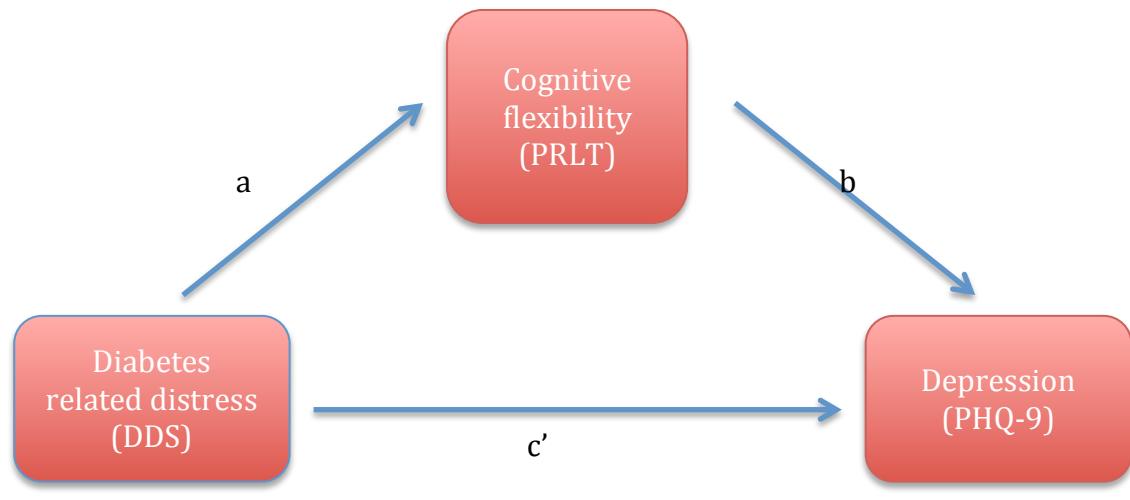 Cognitive
flexibility
(PRLT)
a
b
Diabetes
related distress
(DDS)
Depression
(PHQ-9)
c’